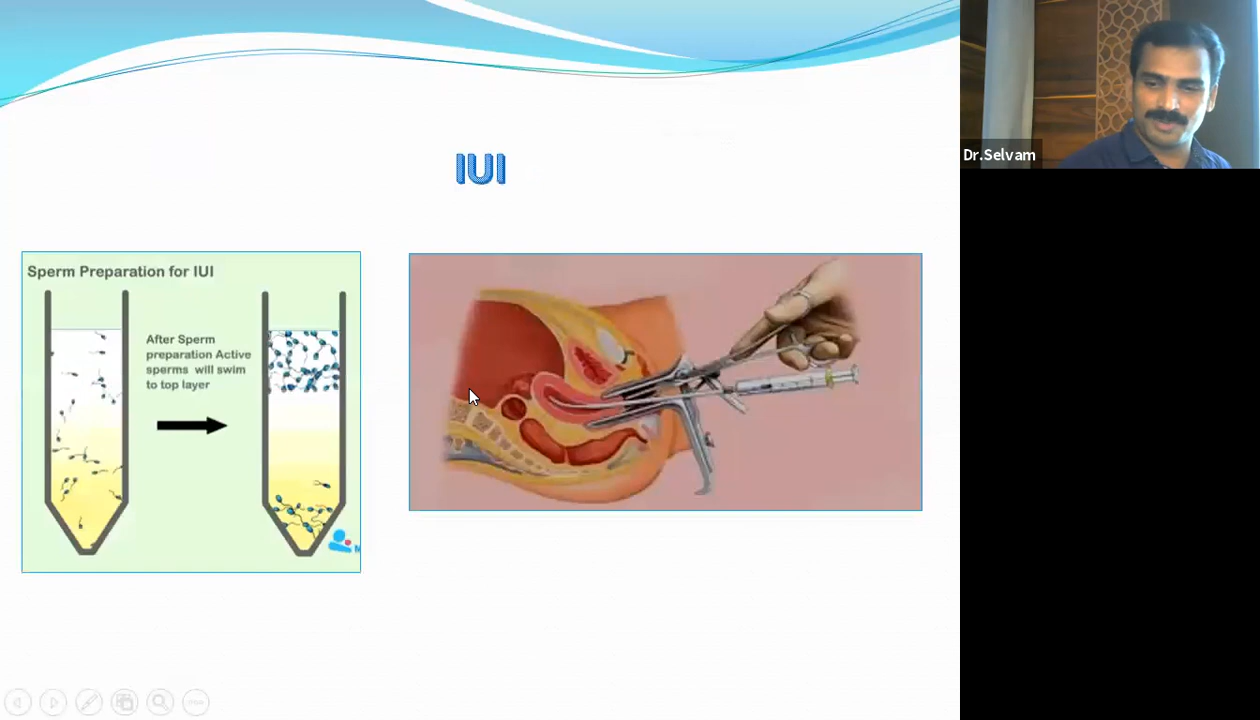 IUI
Sperm Preparation for IUI
After Sperm
preparation Active
sperms will swim
to top layer
Dr.Selvam